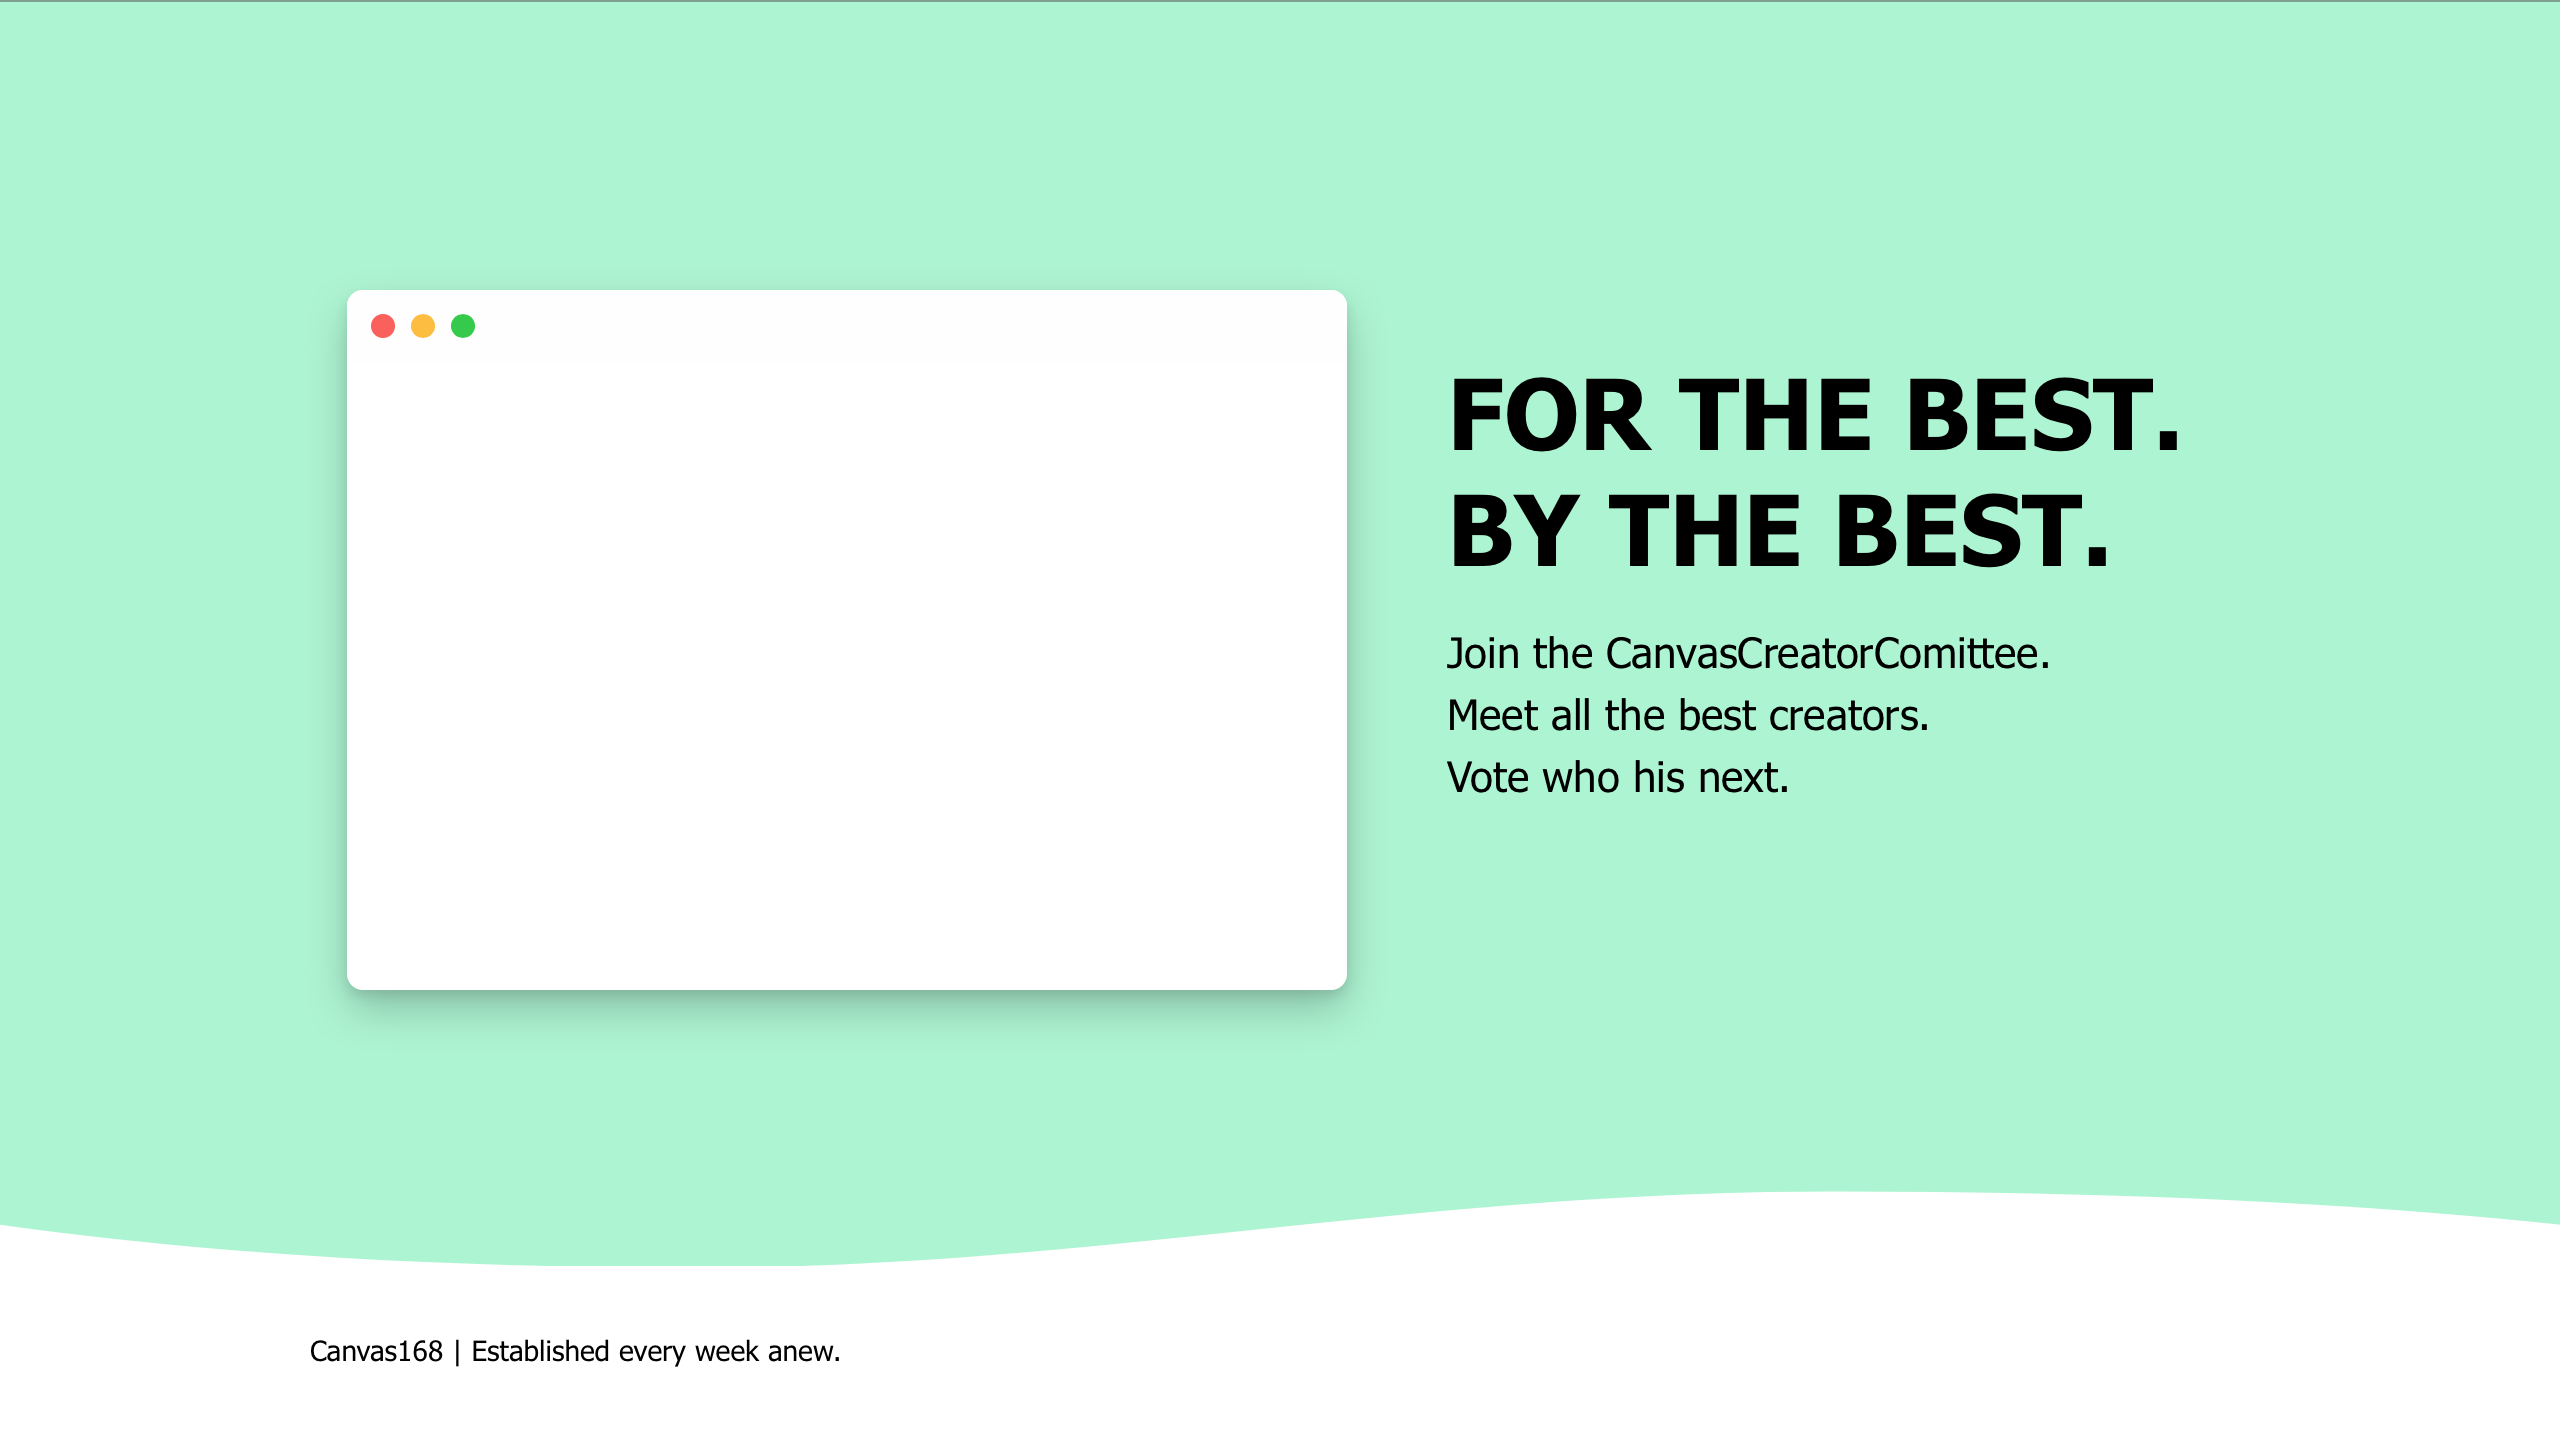 FOR THE BEST.
BY THE BEST.
Join the CanvasCreatorComittee.
Meet all the best creators.
Vote who his next.
Canvas168 | Established every week anew.